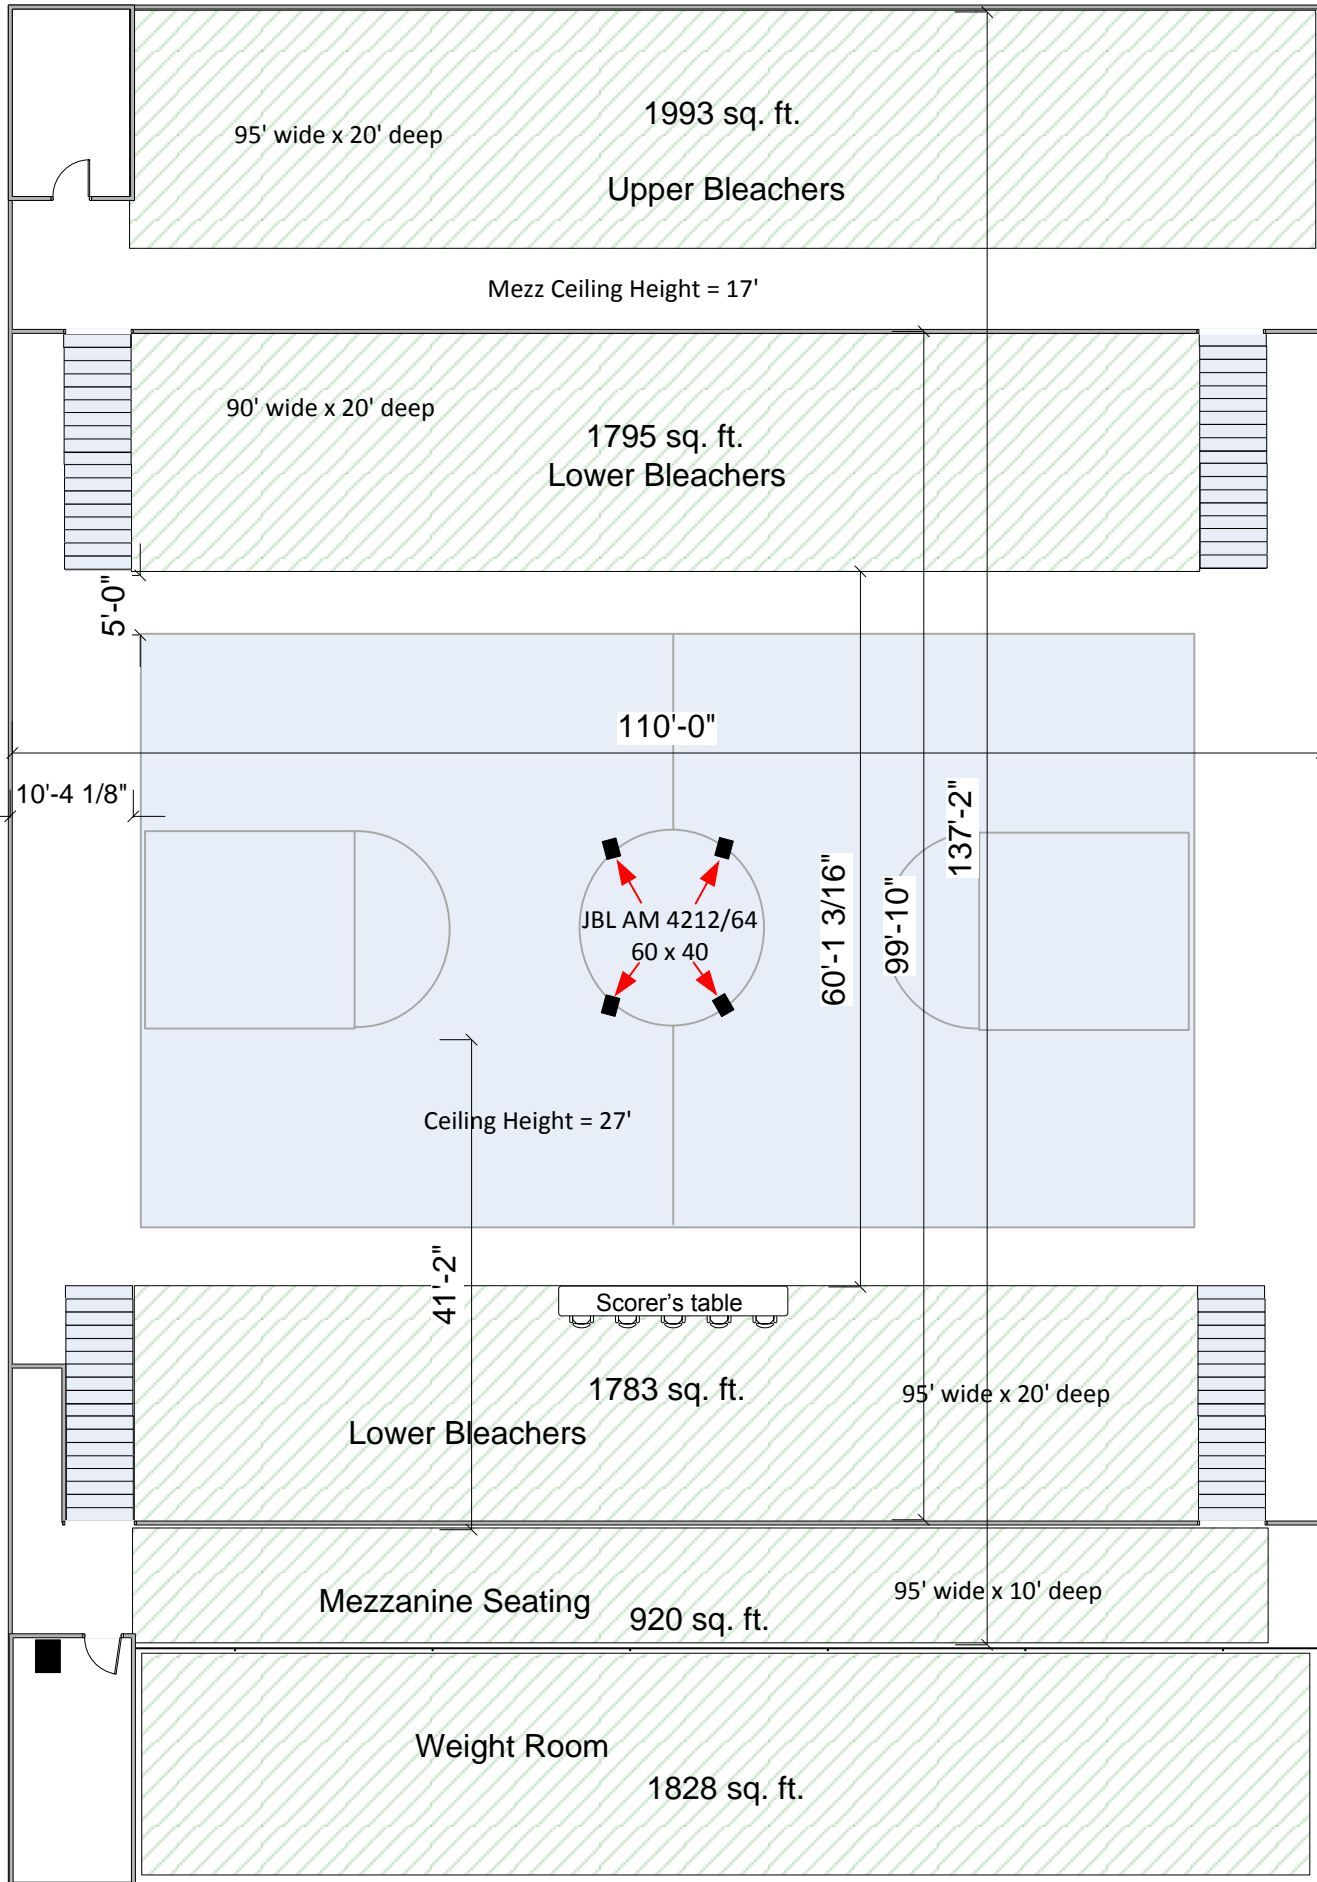 1993 sq. ft.
95' wide x 20' deep
Upper Bleachers
Mezz Ceiling Height = 17'
90' wide x 20' deep
1795 sq. ft.
Lower Bleachers
5'-0"
110'-0"
10'-4 1/8"
137'-2"
60'-1 3/16"
99'-10"
JBL AM 4212/64
60 x 40
Ceiling Height = 27'
41'-2"
Scorer's table
1783 sq. ft.
95' wide x 20' deep
Lower Bleachers
Mezzanine Seating
95' wide x 10' deep
920 sq. ft.
Weight Room
1828 sq. ft.